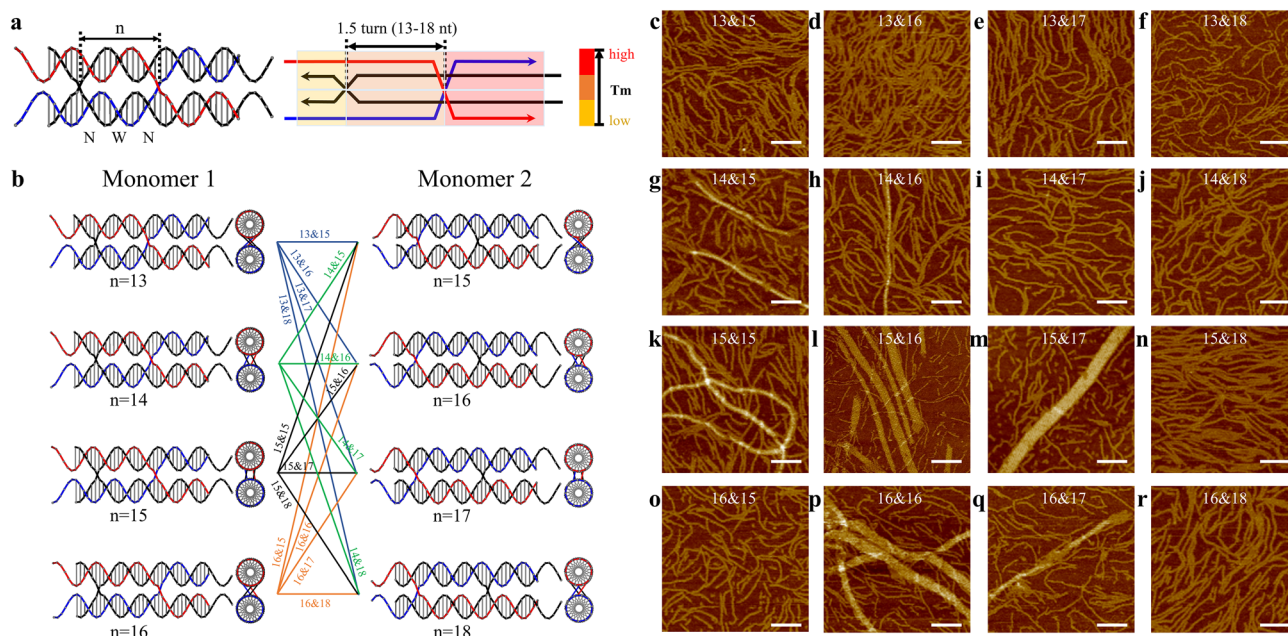 a
n
N W N
1.5 turn (13-18 nt)
high
Tm
low
b
Monomer 1
Monomer 2
n=13
n=14
n=15
n=16
13&15
13&16
13&17
13&18
14&15
14&16
14&17
14&18
15&15
15&16
15&17
15&18
16&15
16&16
16&17
16&18
n=15
n=16
n=17
n=18
c 13&15
d 13&16
e 13&17
f 13&18
g 14&15
h 14&16
i 14&17
j 14&18
k 15&15
l 15&16
m 15&17
n 15&18
o 16&15
p 16&16
q 16&17
r 16&18